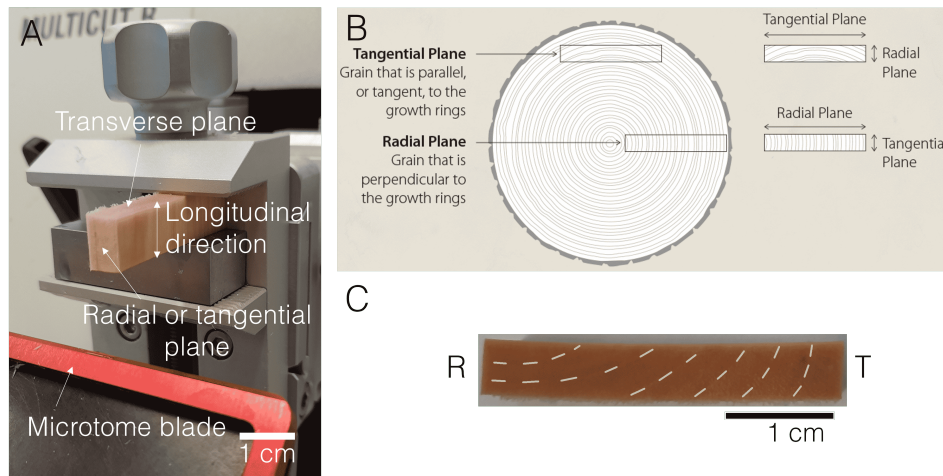 MULTICUT R
A
Transverse plane
Longitudinal
direction
Radial or tangential
plane
Microtome blade
1 cm
B
Tangential Plane
Grain that is parallel,
or tangent, to the
growth rings
Radial Plane
Grain that is
perpendicular to
the growth rings
Tangential Plane
Radial
Plane
Radial Plane
Tangential
Plane
C
R
T
1 cm